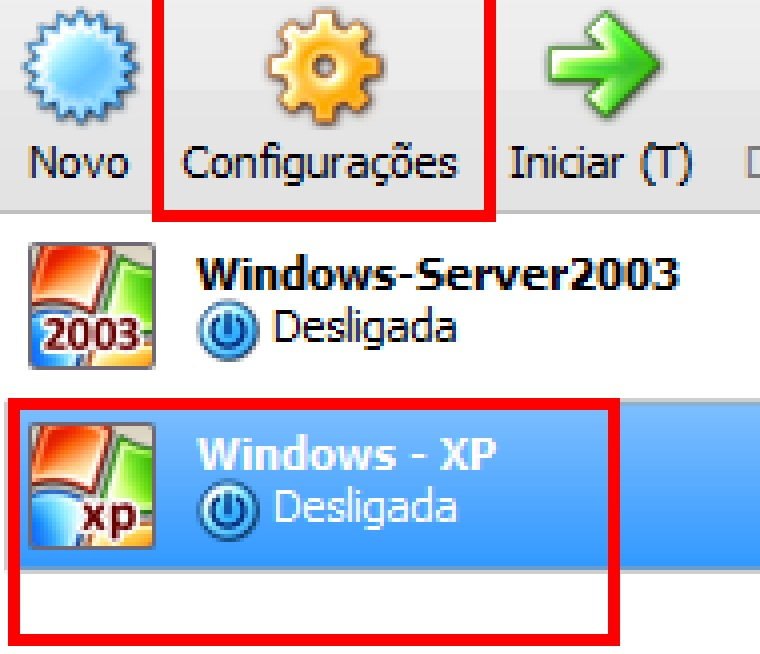 Novo Configurações Iniciar (T)
Windows-Server2003
2003 Desligada
Windows - XP
xp Desligada